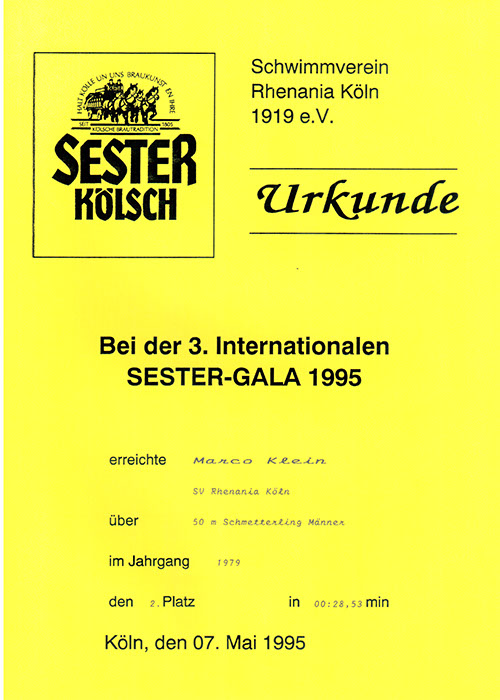 HALT KÖLLE UN UNS BRAUKUNST EN IHRE
SEIT 1805
KÖLSCHE BRAUTRADITION
SESTER
KÖLSCH
Schwimmverein
Rhenania Köln
1919 e.V.
Urkunde
Bei der 3. Internationalen
SESTER-GALA 1995
erreichte Marco Klein
SV Rhenania Köln
über 50 m Schmetterling Männer
im Jahrgang 1979
den 2. Platz in 00:28,53 min
Köln, den 07. Mai 1995